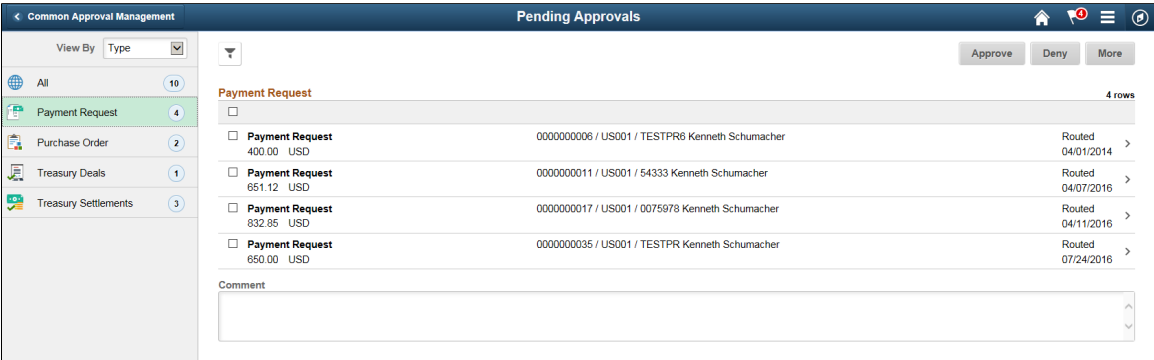 Common Approval Management
Pending Approvals
4
View By Type
Approve Deny More
All 10
Payment Request 4
Purchase Order 2
Treasury Deals 1
Treasury Settlements 3
Payment Request
4 rows
Payment Request 0000000006 / US001 / TESTPR6 Kenneth Schumacher Routed
400.00 USD 04/01/2014
Payment Request 0000000011 / US001 / 54333 Kenneth Schumacher Routed
651.12 USD 04/07/2016
Payment Request 0000000017 / US001 / 0075978 Kenneth Schumacher Routed
832.85 USD 04/11/2016
Payment Request 0000000035 / US001 / TESTPR Kenneth Schumacher Routed
650.00 USD 07/24/2016
Comment